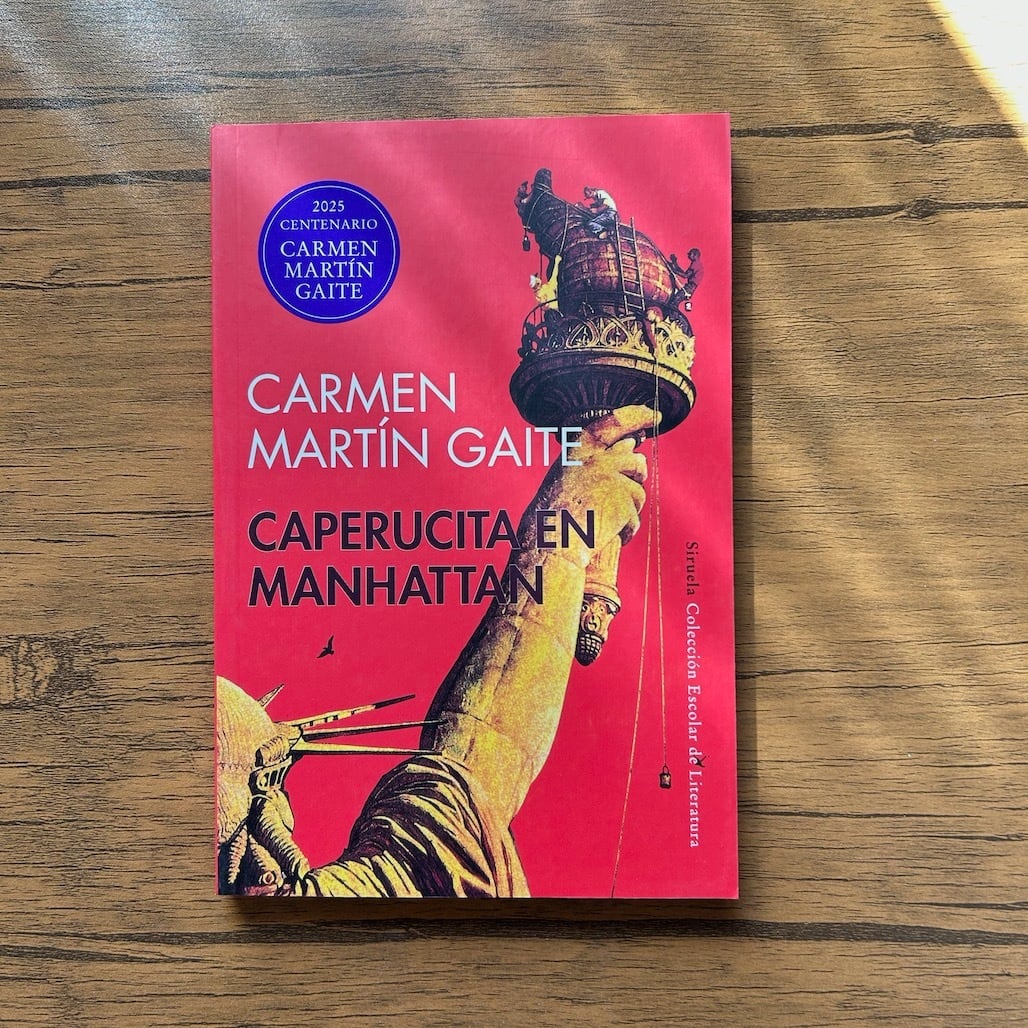 2025
CENTENARIO
CARMEN
MARTÍN
GAITE
CARMEN
MARTÍN GAITE
CAPERUCITA EN
MANHATTAN
Siruela Colección Escolar de Literatura